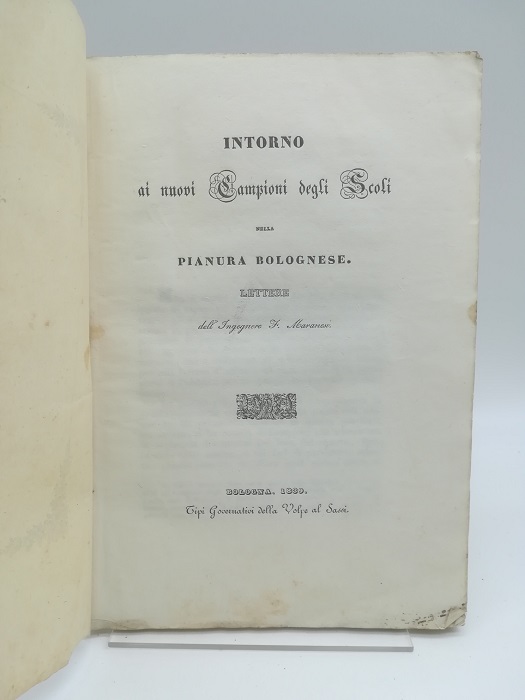 INTORNO
ai nuovi Campioni degli Scoli
NELLA
PIANURA BOLOGNESE.
LETTERE
dell' Ingegnere F. Maranesi.
BOLOGNA. 1839.
Tipi Governativi della Volpe al Sassi.